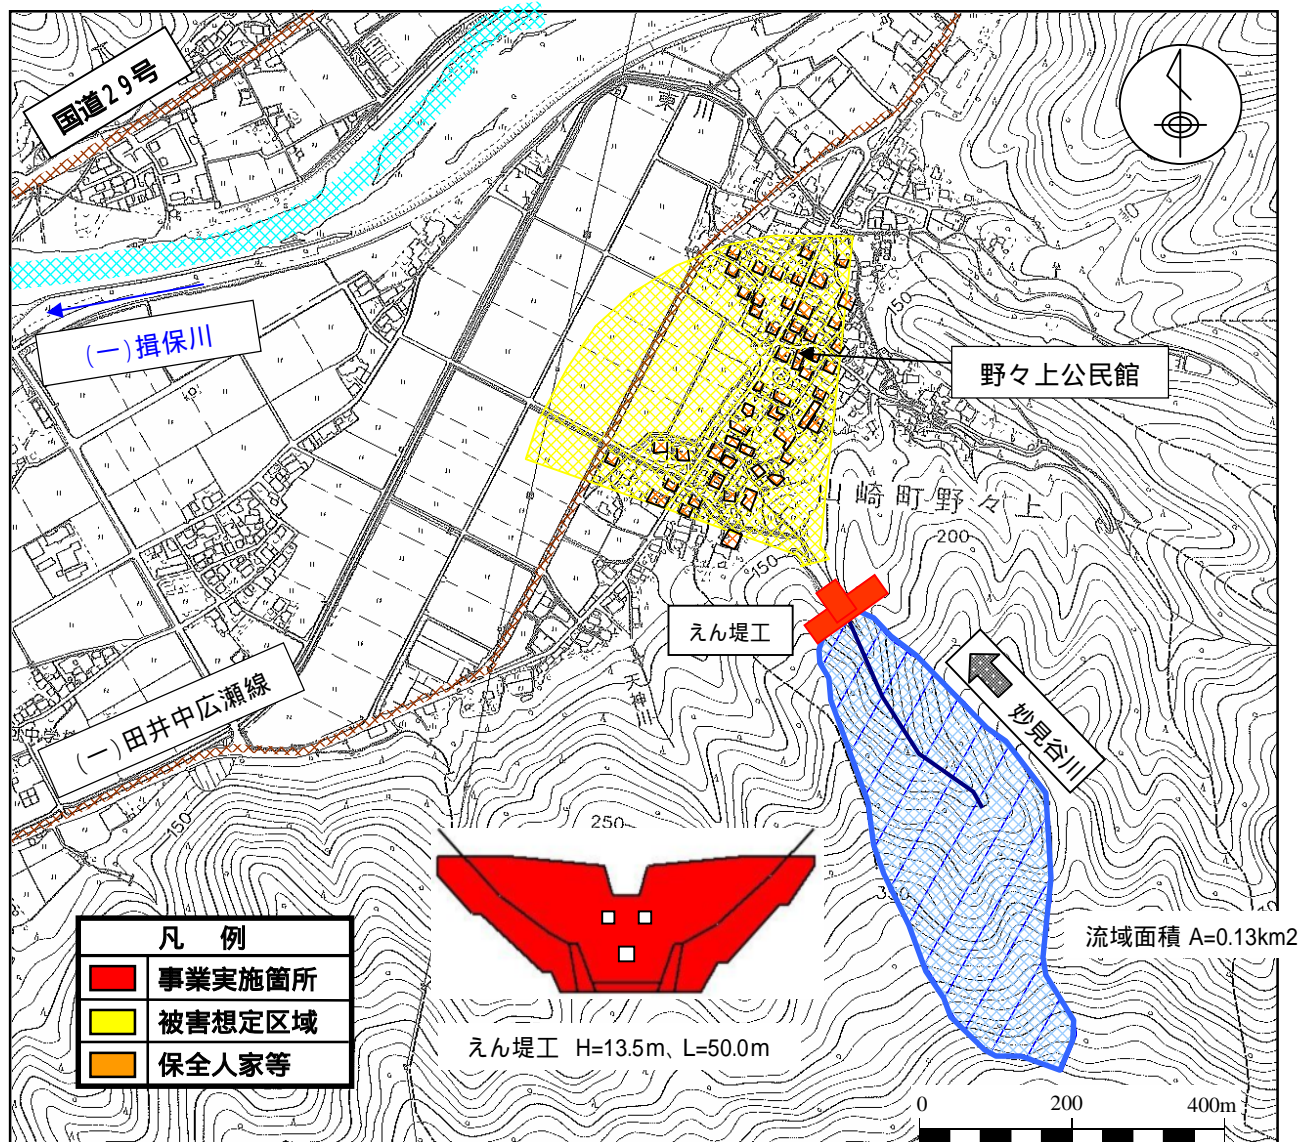 国道29号
東川
150
(一)揖保川
野々上公民館
山崎町野々上
200
150
えん堤工
天神川
妙見谷川
(一)田井中広瀬線
中学校
150
250
300
流域面積 A=0.13km2
凡 例
事業実施箇所
被害想定区域
保全人家等
えん堤工 H=13.5m、L=50.0m
0 200 400m